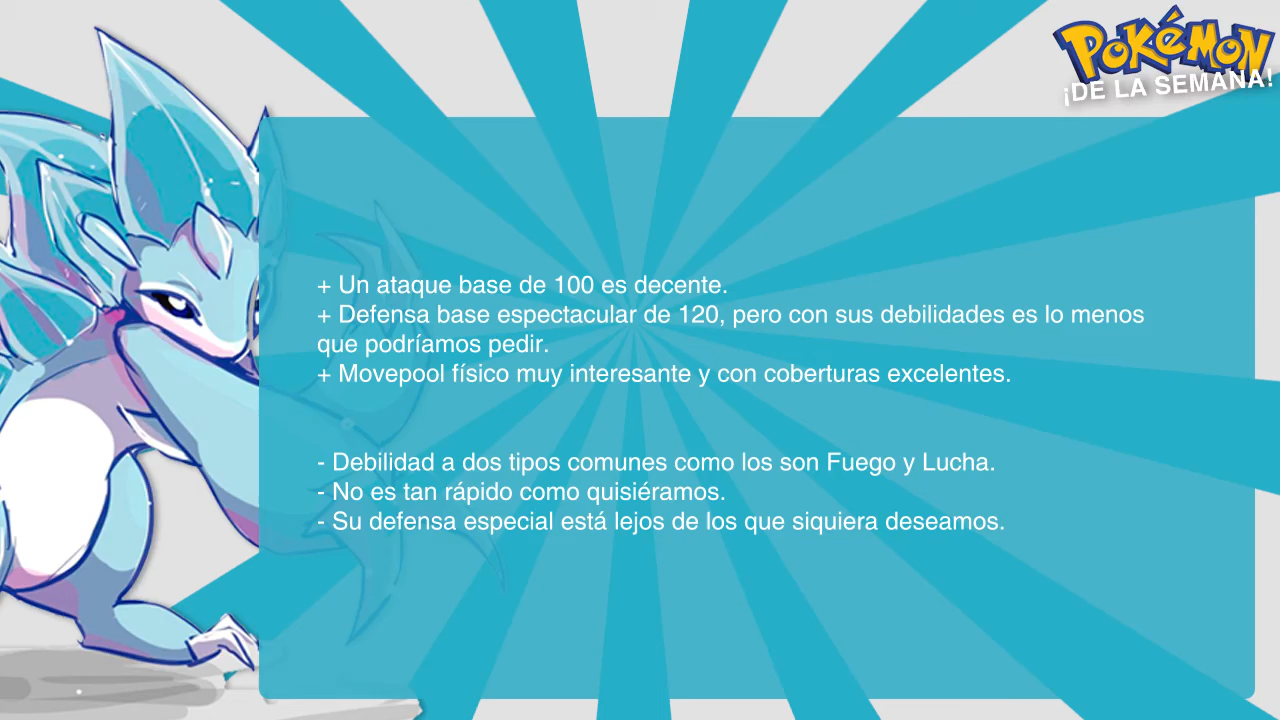 POKéMON
¡DE LA SEMANA!
+ Un ataque base de 100 es decente.
+ Defensa base espectacular de 120, pero con sus debilidades es lo menos
que podríamos pedir.
+ Movepool físico muy interesante y con coberturas excelentes.
- Debilidad a dos tipos comunes como los son Fuego y Lucha.
- No es tan rápido como quisiéramos.
- Su defensa especial está lejos de los que siquiera deseamos.